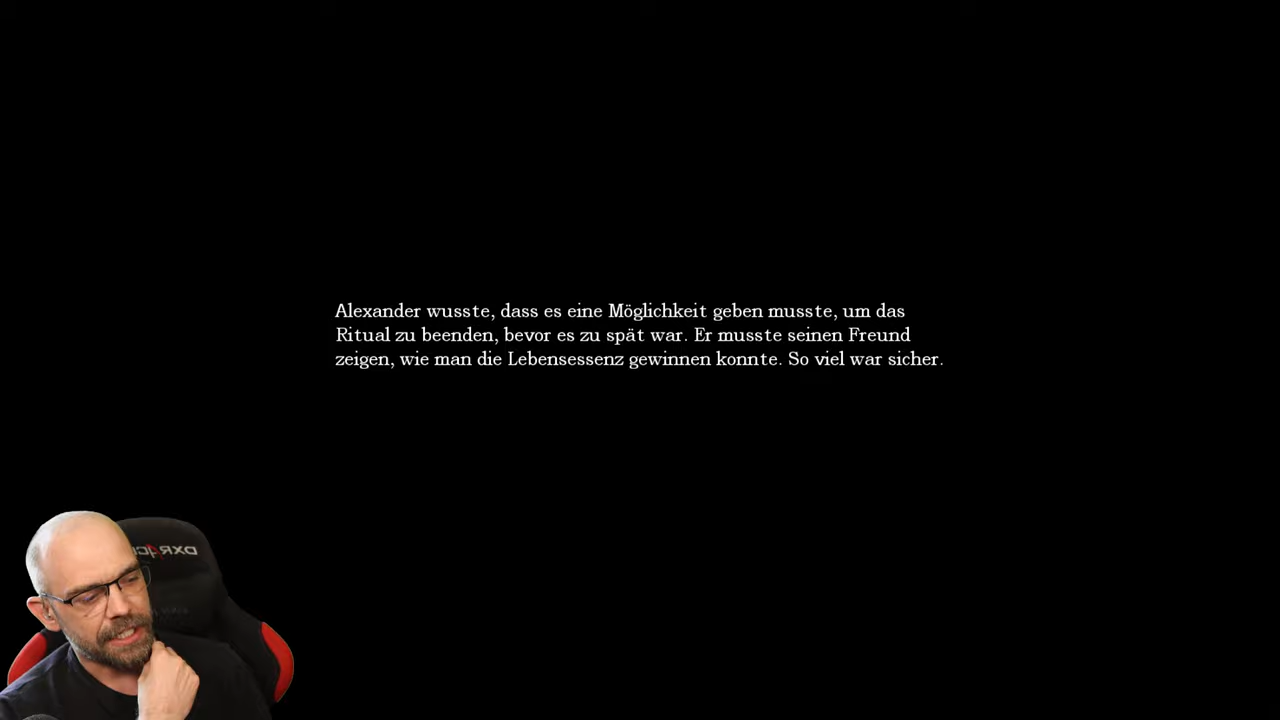 Alexander wusste, dass es eine Möglichkeit geben musste, um das
Ritual zu beenden, bevor es zu spät war. Er musste seinen Freund
zeigen, wie man die Lebensessenz gewinnen konnte. So viel war sicher.